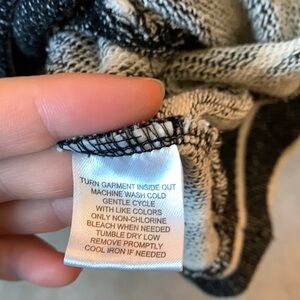 TURN GARMENT INSIDE OUT
MACHINE WASH COLD
GENTLE CYCLE
WITH LIKE COLORS
ONLY NON-CHLORINE
BLEACH WHEN NEEDED
TUMBLE DRY LOW
REMOVE PROMPTLY
COOL IRON IF NEEDED